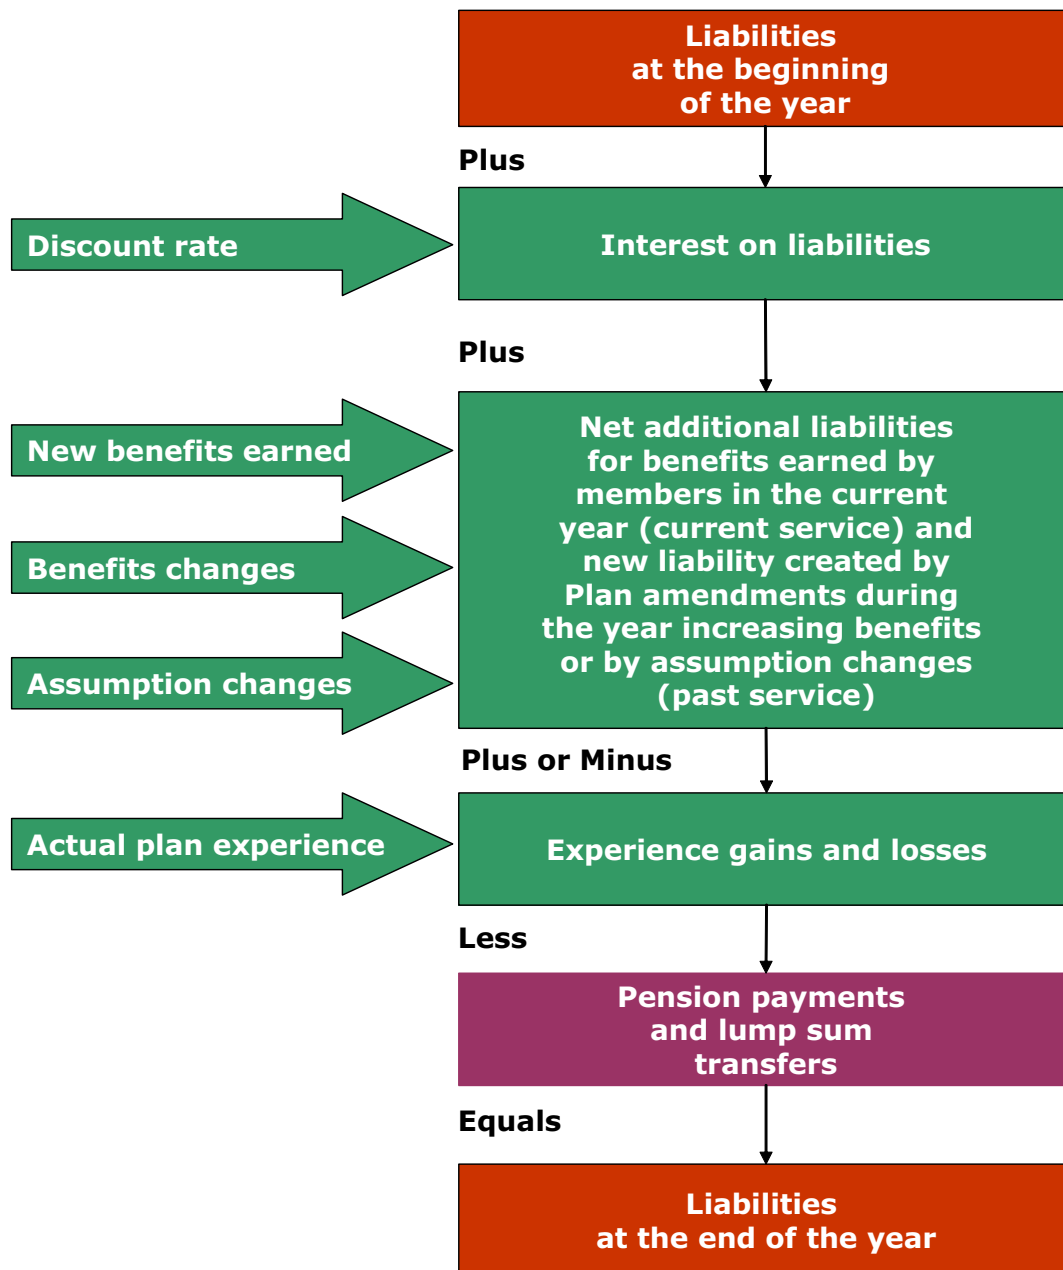 Liabilities
at the beginning
of the year
Plus
Discount rate
Interest on liabilities
Plus
New benefits earned
Benefits changes
Assumption changes
Net additional liabilities
for benefits earned by
members in the current
year (current service) and
new liability created by
Plan amendments during
the year increasing benefits
or by assumption changes
(past service)
Plus or Minus
Actual plan experience
Experience gains and losses
Less
Pension payments
and lump sum
transfers
Equals
Liabilities
at the end of the year